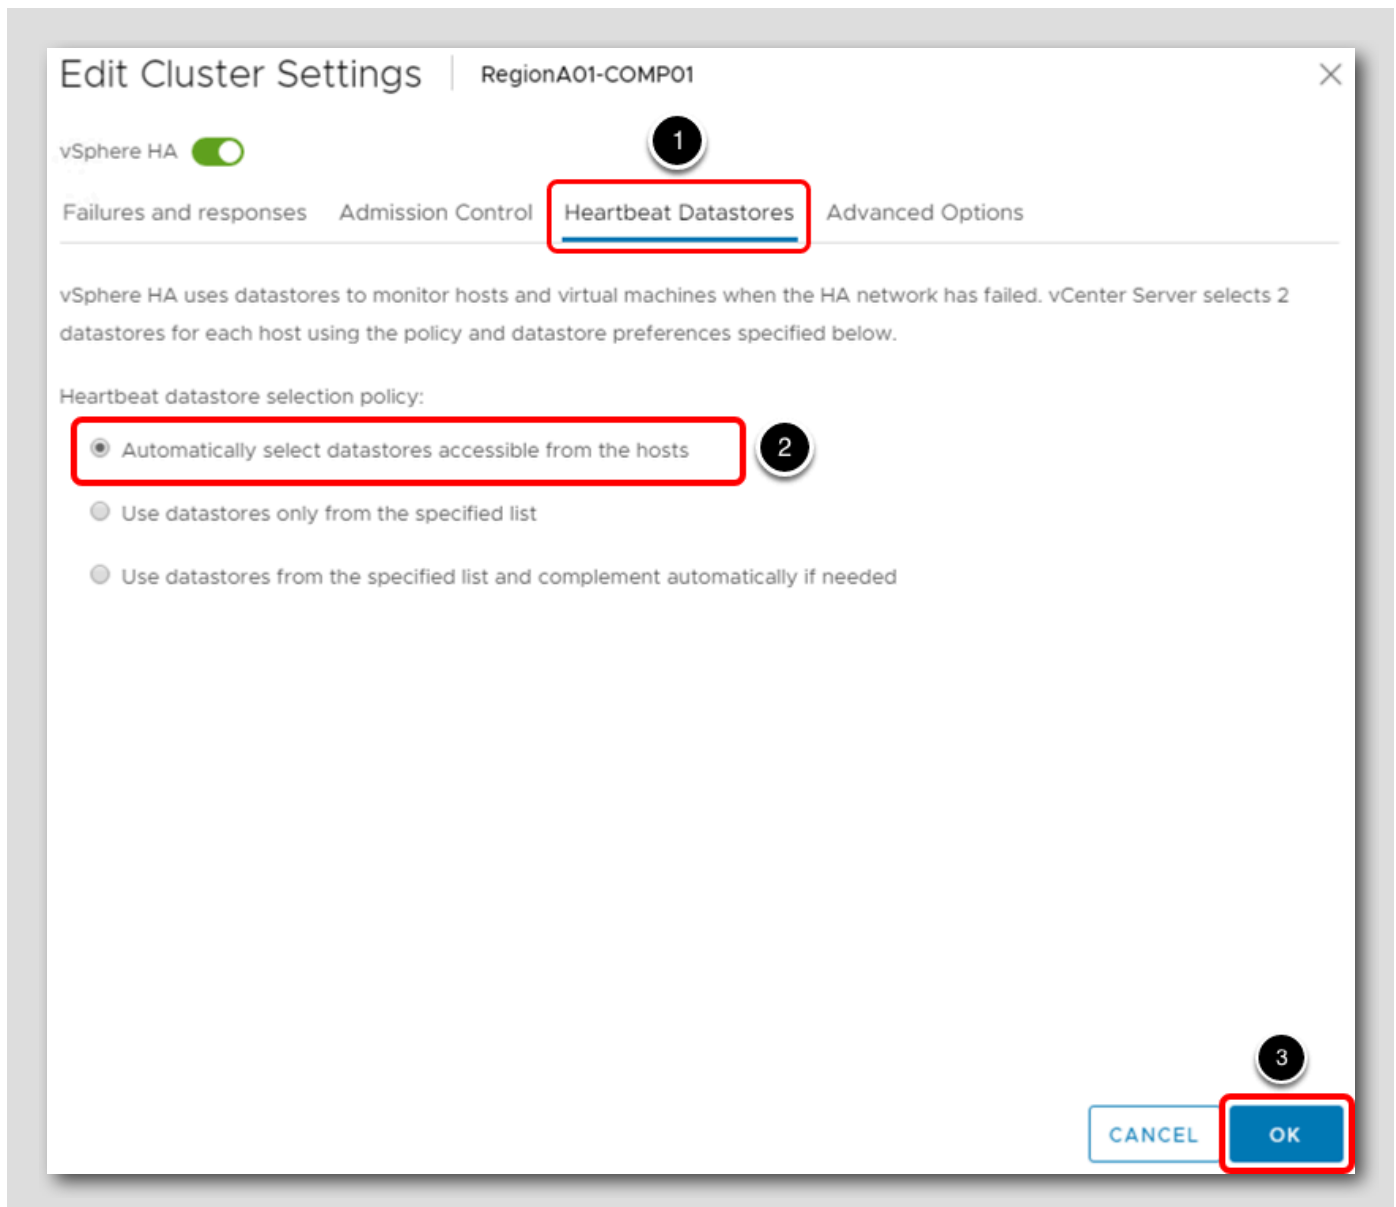 Edit Cluster Settings RegionA01-COMP01
vSphere HA
1
Failures and responses Admission Control Heartbeat Datastores Advanced Options
vSphere HA uses datastores to monitor hosts and virtual machines when the HA network has failed. vCenter Server selects 2
datastores for each host using the policy and datastore preferences specified below.
Heartbeat datastore selection policy:
Automatically select datastores accessible from the hosts 2
Use datastores only from the specified list
Use datastores from the specified list and complement automatically if needed
3
CANCEL OK